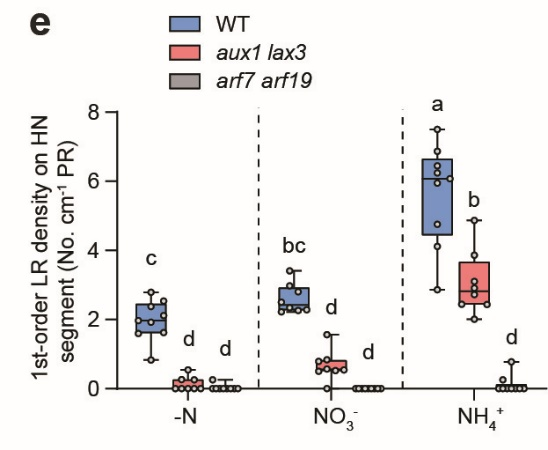 e
WT
aux1 lax3
arf7 arf19
1st-order LR density on HN
segment (No. cm⁻¹ PR)
8
6
4
2
0
c
d
d
bc
d
d
a
b
d
-N
NO₃⁻
NH₄⁺